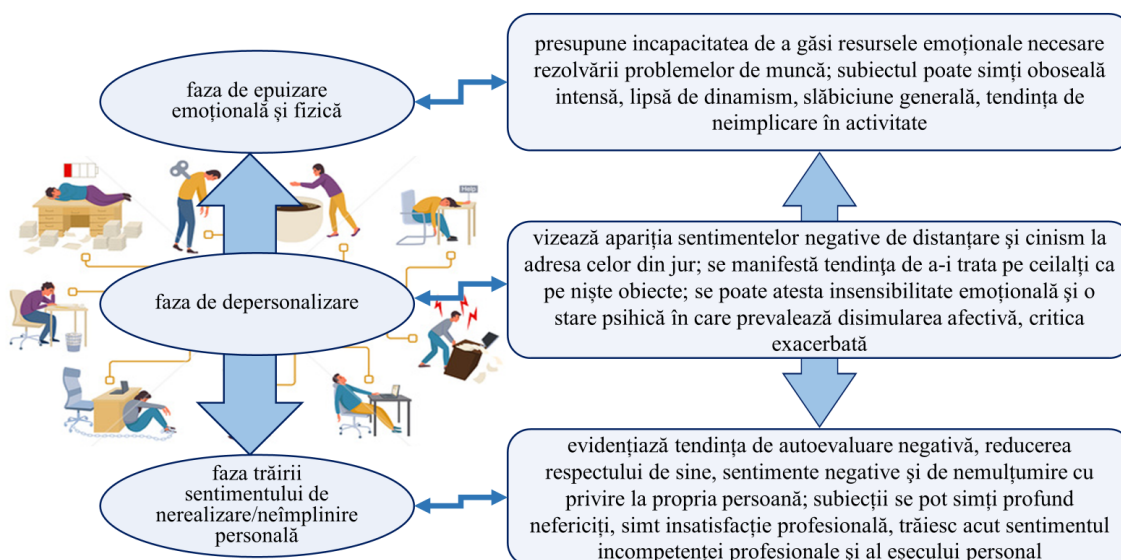 faza de epuizare
emoțională și fizică
presupune incapacitatea de a găsi resursele emoționale necesare
rezolvării problemelor de muncă; subiectul poate simți oboseală
intensă, lipsă de dinamism, slăbiciune generală, tendința de
neimplicare în activitate
Help
faza de depersonalizare
vizează apariția sentimentelor negative de distanțare și cinism la
adresa celor din jur; se manifestă tendința de a-i trata pe ceilalți ca
pe niște obiecte; se poate atesta insensibilitate emoțională și o
stare psihică în care prevalează disimularea afectivă, critica
exacerbată
faza trăirii
sentimentului de
nerealizare/neîmplinire
personală
evidențiază tendința de autoevaluare negativă, reducerea
respectului de sine, sentimente negative și de nemulțumire cu
privire la propria persoană; subiecții se pot simți profund
nefericiți, simt insatisfacție profesională, trăiesc acut sentimentul
incompetenței profesionale și al eșecului personal